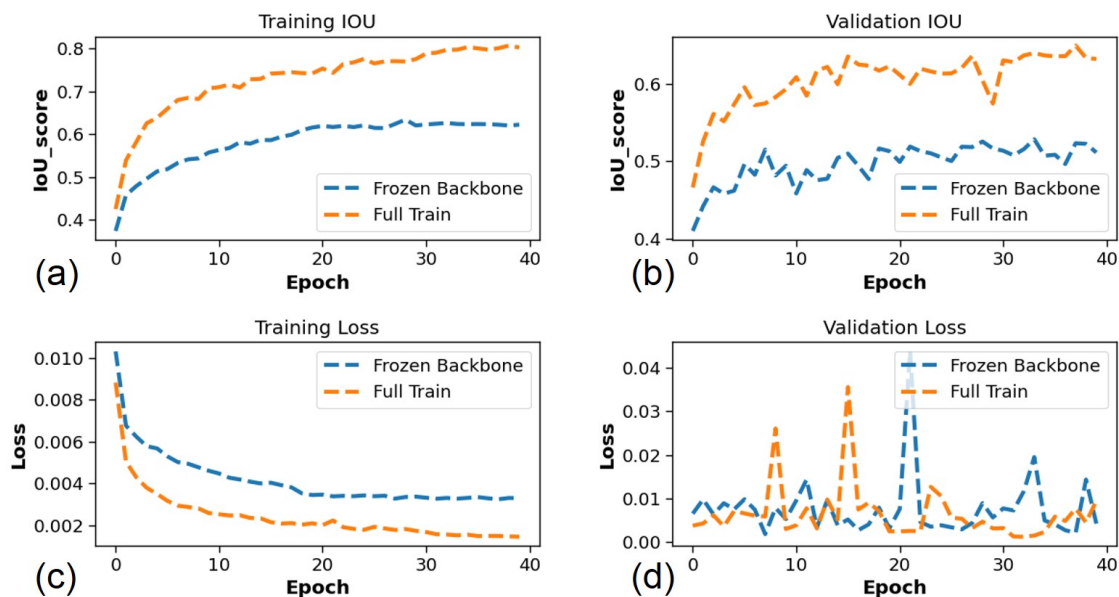 Training IOU
IoU_score
0.8
0.7
0.6
0.5
0.4
Frozen Backbone
Full Train
0 10 20 30 40
Epoch
(a)
Validation IOU
IoU_score
0.6
0.5
0.4
Frozen Backbone
Full Train
0 10 20 30 40
Epoch
(b)
Training Loss
Loss
0.010
0.008
0.006
0.004
0.002
Frozen Backbone
Full Train
0 10 20 30 40
Epoch
(c)
Validation Loss
Loss
0.04
0.03
0.02
0.01
0.00
Frozen Backbone
Full Train
0 10 20 30 40
Epoch
(d)